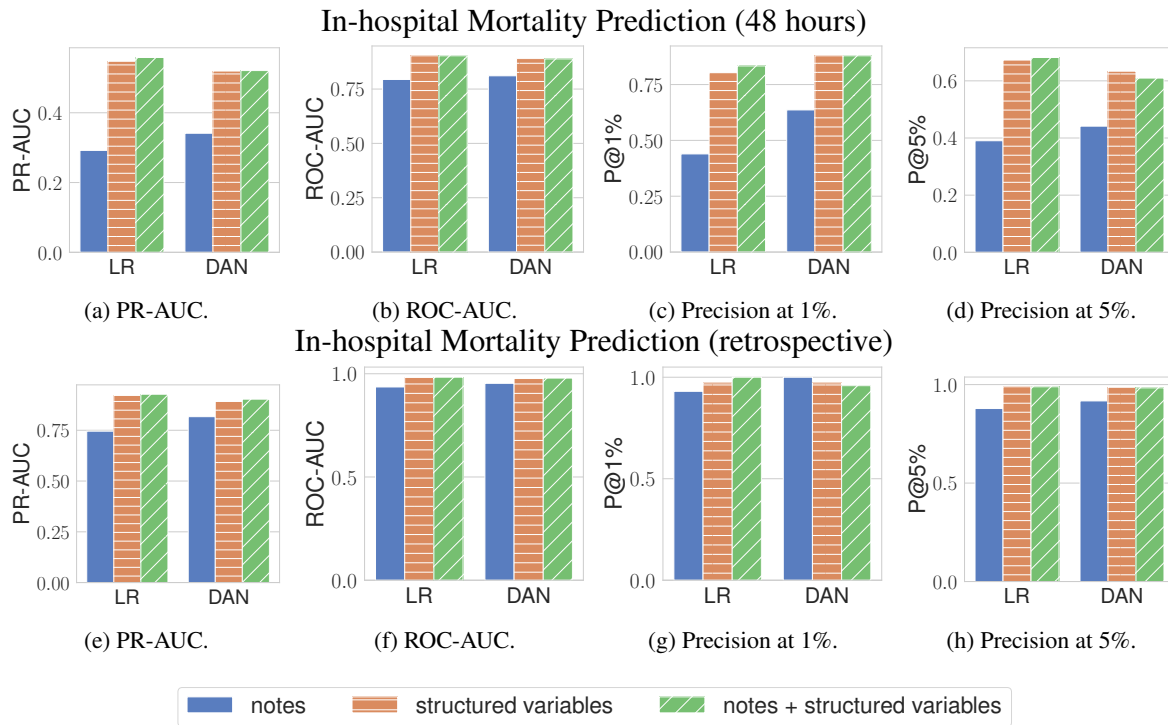 In-hospital Mortality Prediction (48 hours)
PR-AUC
0.4
0.2
0.0
LR DAN
ROC-AUC
0.75
0.50
0.25
0.00
LR DAN
P@1%
0.75
0.50
0.25
0.00
LR DAN
P@5%
0.6
0.4
0.2
0.0
LR DAN
(a) PR-AUC.
(b) ROC-AUC.
(c) Precision at 1%.
(d) Precision at 5%.
In-hospital Mortality Prediction (retrospective)
PR-AUC
0.75
0.50
0.25
0.00
LR DAN
ROC-AUC
1.0
0.5
0.0
LR DAN
P@1%
1.0
0.5
0.0
LR DAN
P@5%
1.0
0.5
0.0
LR DAN
(e) PR-AUC.
(f) ROC-AUC.
(g) Precision at 1%.
(h) Precision at 5%.
notes structured variables notes + structured variables